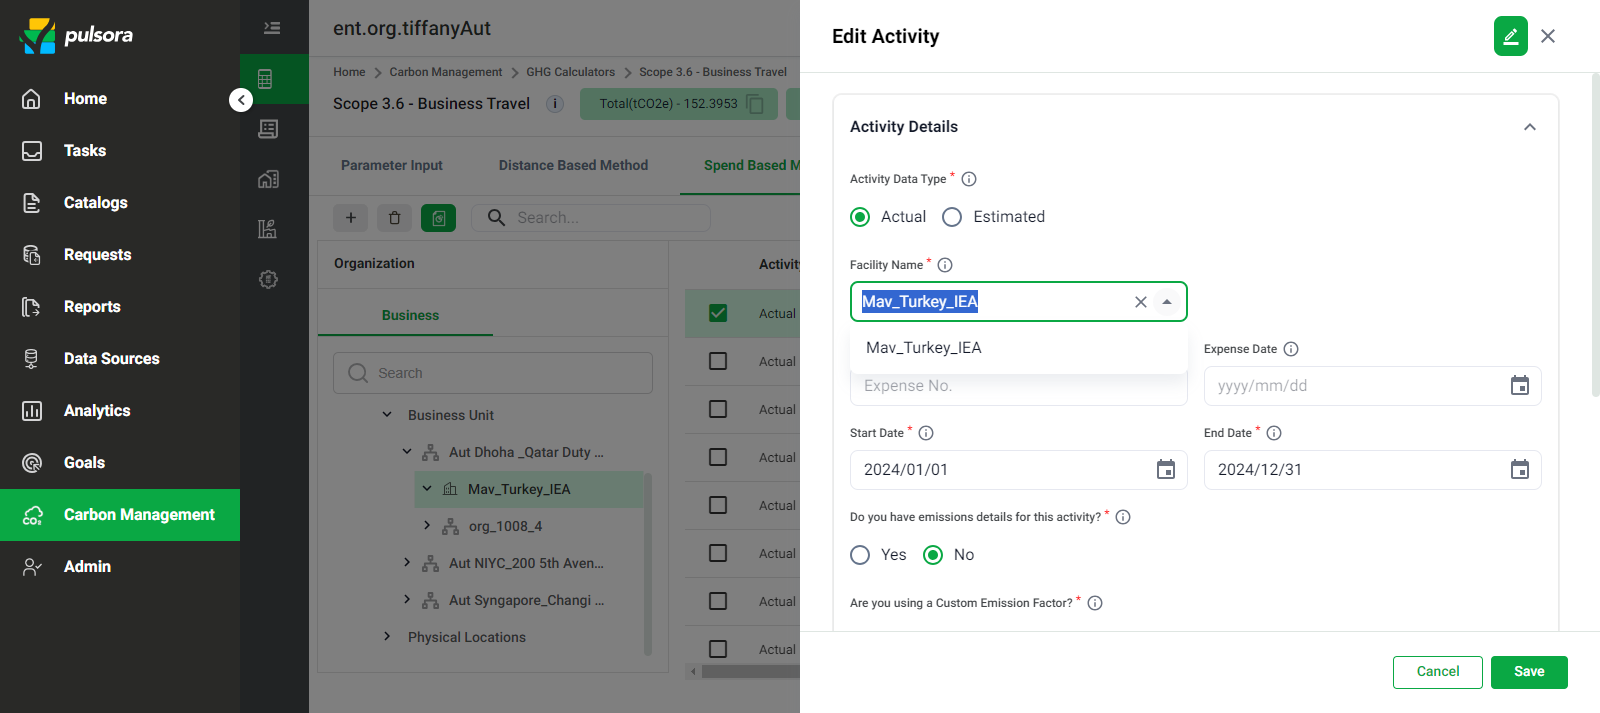 pulsora
Home
Tasks
Catalogs
Requests
Reports
Data Sources
Analytics
Goals
Carbon Management
Admin
ent.org.tiffanyAut
Home > Carbon Management > GHG Calculators > Scope 3.6 - Business Travel
Scope 3.6 - Business Travel
Total(tCO2e) - 152.3953
Parameter Input
Distance Based Method
Spend Based M
Search...
Organization
Business
Search
Business Unit
Aut Dhoha _Qatar Duty ...
Mav_Turkey_IEA
org_1008_4
Aut NIYC_200 5th Aven...
Aut Syngapore_Changi ...
Physical Locations
Activity
Actual
Actual
Actual
Actual
Actual
Actual
Actual
Actual
Edit Activity
Activity Details
Activity Data Type *
Actual
Estimated
Facility Name *
Mav_Turkey_IEA
Mav_Turkey_IEA
Expense No.
Expense Date
yyyy/mm/dd
Start Date *
2024/01/01
End Date *
2024/12/31
Do you have emissions details for this activity? *
Yes
No
Are you using a Custom Emission Factor? *
Cancel
Save